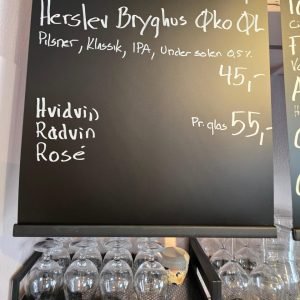 Herslev Bryghus Øko ØL
Pilsner, Klassik, IPA, Under solen 0,5%
45,-
Hvidvin
Rødvin
Rosé
Pr. glas 55,-